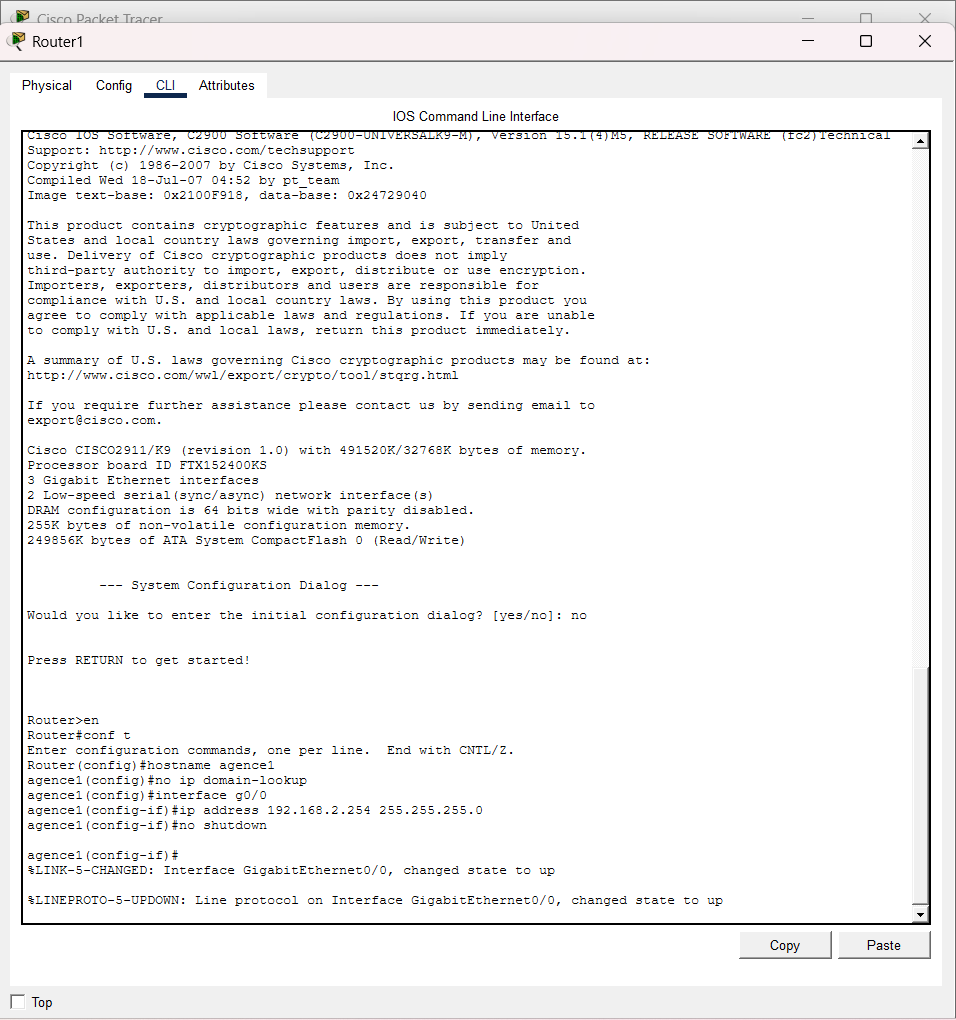 Cisco Packet Tracer
Router1
Physical Config CLI Attributes
IOS Command Line Interface
Cisco IOS Software, C2900 Software (C2900-UNIVERSALK9-M), Version 15.1(4)M5, RELEASE SOFTWARE (fc2)Technical
Support: http://www.cisco.com/techsupport
Copyright (c) 1986-2007 by Cisco Systems, Inc.
Compiled Wed 18-Jul-07 04:52 by pt_team
Image text-base: 0x2100F918, data-base: 0x24729040
This product contains cryptographic features and is subject to United
States and local country laws governing import, export, transfer and
use. Delivery of Cisco cryptographic products does not imply
third-party authority to import, export, distribute or use encryption.
Importers, exporters, distributors and users are responsible for
compliance with U.S. and local country laws. By using this product you
agree to comply with applicable laws and regulations. If you are unable
to comply with U.S. and local laws, return this product immediately.
A summary of U.S. laws governing Cisco cryptographic products may be found at:
http://www.cisco.com/wwl/export/crypto/tool/stqrg.html
If you require further assistance please contact us by sending email to
export@cisco.com.
Cisco CISCO2911/K9 (revision 1.0) with 491520K/32768K bytes of memory.
Processor board ID FTX152400KS
3 Gigabit Ethernet interfaces
2 Low-speed serial(sync/async) network interface(s)
DRAM configuration is 64 bits wide with parity disabled.
255K bytes of non-volatile configuration memory.
249856K bytes of ATA System CompactFlash 0 (Read/Write)
--- System Configuration Dialog ---
Would you like to enter the initial configuration dialog? [yes/no]: no
Press RETURN to get started!
Router>en
Router#conf t
Enter configuration commands, one per line.  End with CNTL/Z.
Router(config)#hostname agence1
agence1(config)#no ip domain-lookup
agence1(config)#interface g0/0
agence1(config-if)#ip address 192.168.2.254 255.255.255.0
agence1(config-if)#no shutdown
agence1(config-if)#
%LINK-5-CHANGED: Interface GigabitEthernet0/0, changed state to up
%LINEPROTO-5-UPDOWN: Line protocol on Interface GigabitEthernet0/0, changed state to up
Copy Paste
Top